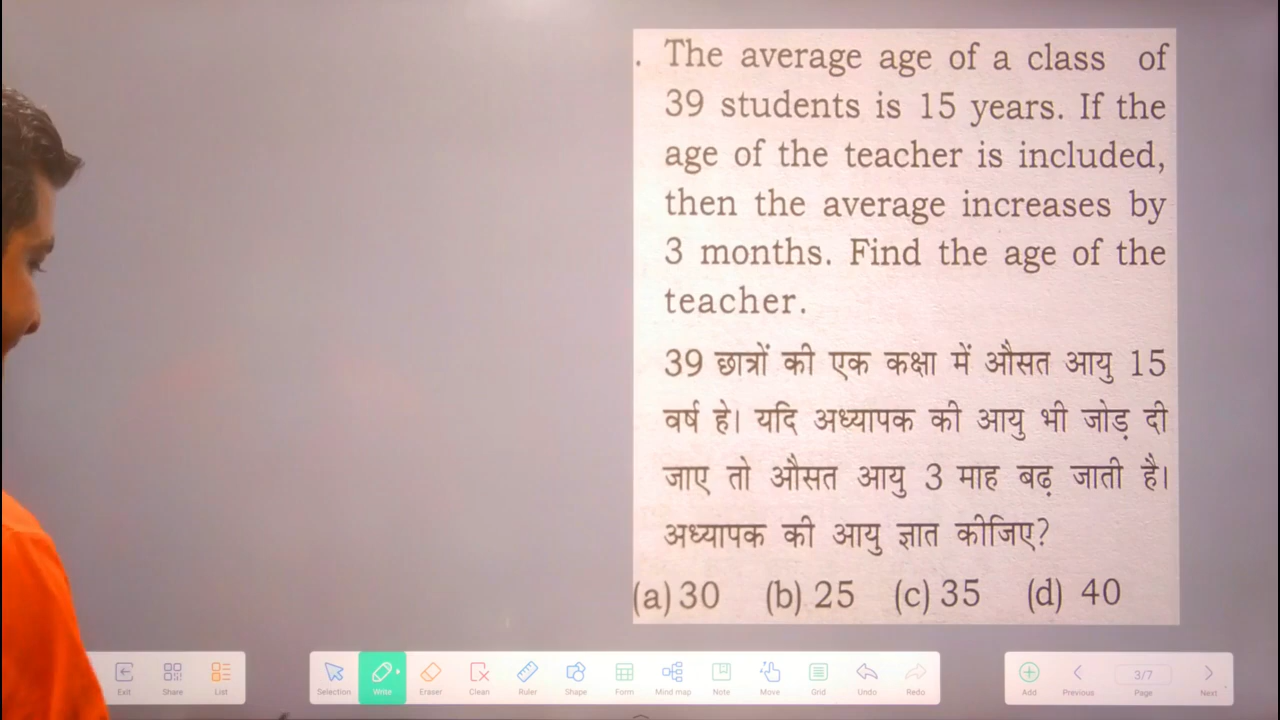 . The average age of a class of
39 students is 15 years. If the
age of the teacher is included,
then the average increases by
3 months. Find the age of the
teacher.
39 छात्रों की एक कक्षा में औसत आयु 15
वर्ष हे। यदि अध्यापक की आयु भी जोड़ दी
जाए तो औसत आयु 3 माह बढ़ जाती है।
अध्यापक की आयु ज्ञात कीजिए?
(a) 30 (b) 25 (c) 35 (d) 40
Exit Share List Selection Write Eraser Clean Ruler Shape Form Mind map Note Move Grid Undo Redo Add Previous 3/7 Page Next